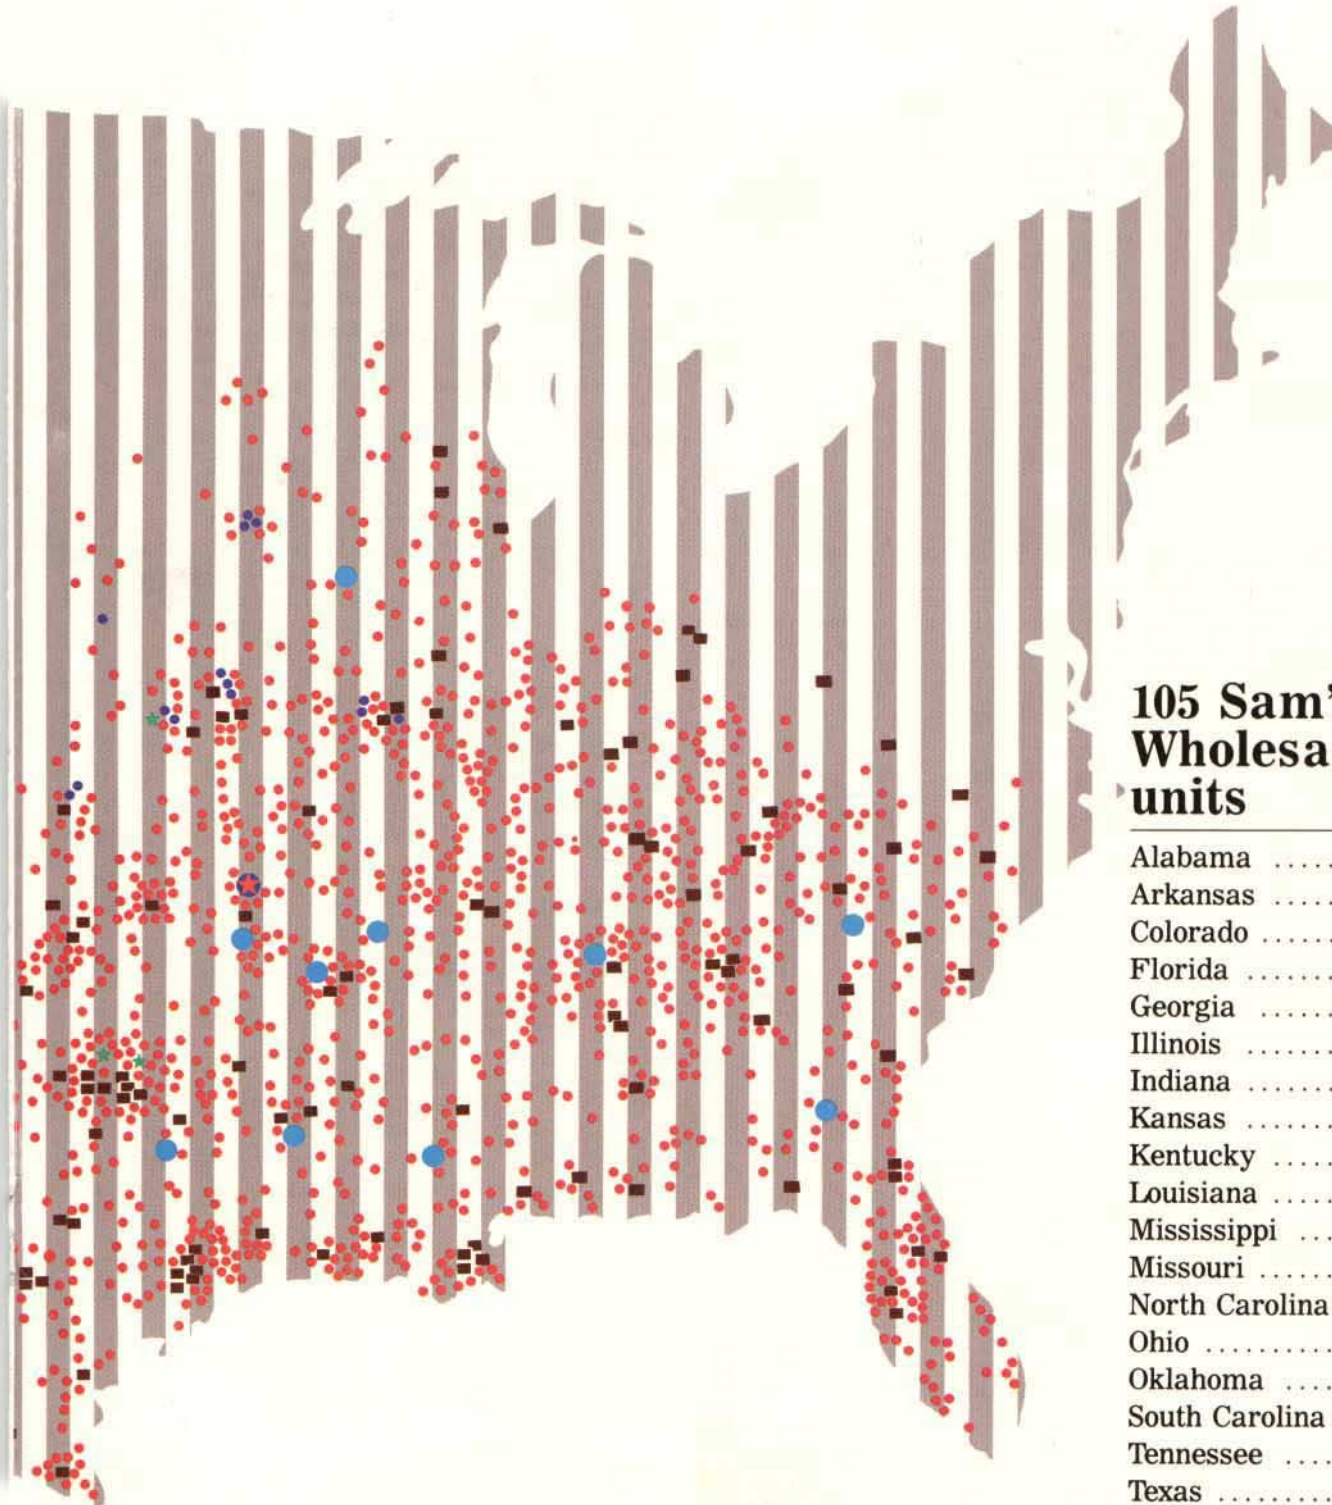 105 Sam'
Wholesa
units
Alabama .....
Arkansas .....
Colorado ......
Florida .......
Georgia ......
Illinois .......
Indiana .......
Kansas .......
Kentucky .....
Louisiana .....
Mississippi ...
Missouri ......
North Carolina
Ohio ..........
Oklahoma ....
South Carolina
Tennessee ....
Texas .........